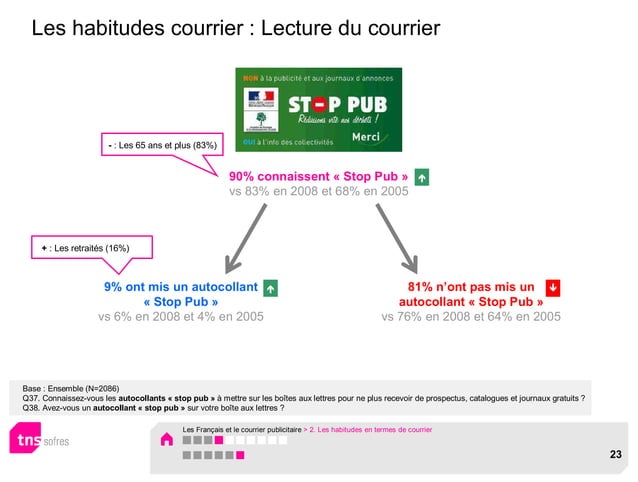 Les habitudes courrier : Lecture du courrier
NON à la publicité et aux journaux d'annonces
STOP PUB
Réduisons vite nos déchets !
Merci
OUI à l'info des collectivités
- : Les 65 ans et plus (83%)
90% connaissent « Stop Pub »
vs 83% en 2008 et 68% en 2005
+ : Les retraités (16%)
9% ont mis un autocollant
« Stop Pub »
vs 6% en 2008 et 4% en 2005
81% n'ont pas mis un
autocollant « Stop Pub »
vs 76% en 2008 et 64% en 2005
Base : Ensemble (N=2086)
Q37. Connaissez-vous les autocollants « stop pub » à mettre sur les boîtes aux lettres pour ne plus recevoir de prospectus, catalogues et journaux gratuits ?
Q38. Avez-vous un autocollant « stop pub » sur votre boîte aux lettres ?
tns sofres
Les Français et le courrier publicitaire > 2. Les habitudes en termes de courrier
23